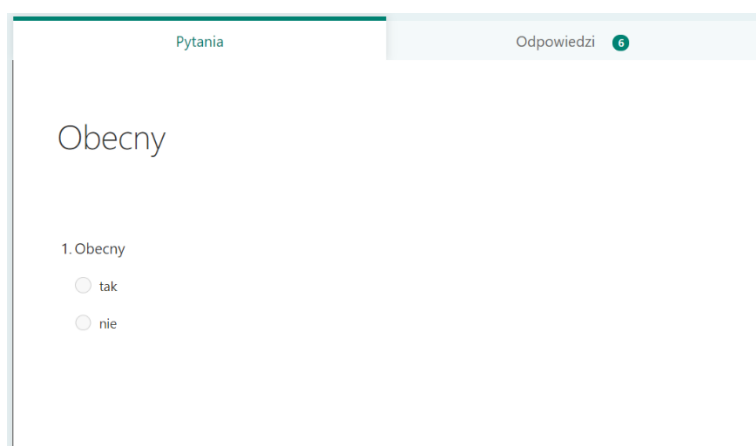 Pytania
Odpowiedzi 6
Obecny
1. Obecny
tak
nie